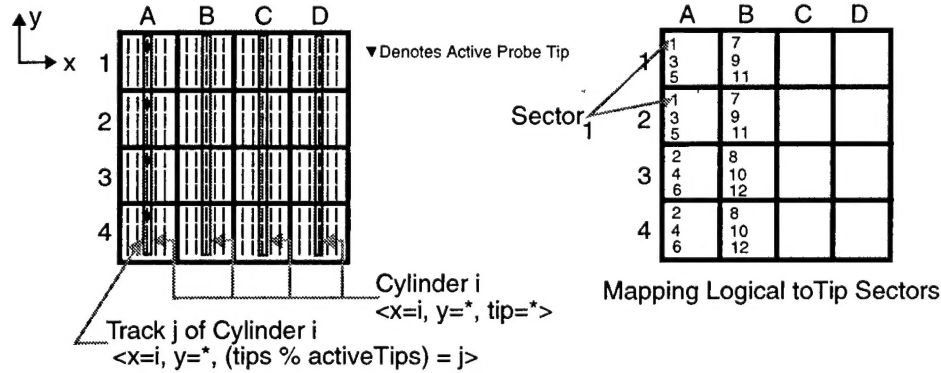 y
x
A B C D
1
2
3
4
▼Denotes Active Probe Tip
Cylinder i
<x=i, y=*, tip=*>
Track j of Cylinder i
<x=i, y=*, (tips % activeTips) = j>
A B C D
1
2
3
4
1 7
3 9
5 11
1 7
3 9
5 11
2 8
4 10
6 12
2 8
4 10
6 12
Sector1
Mapping Logical toTip Sectors